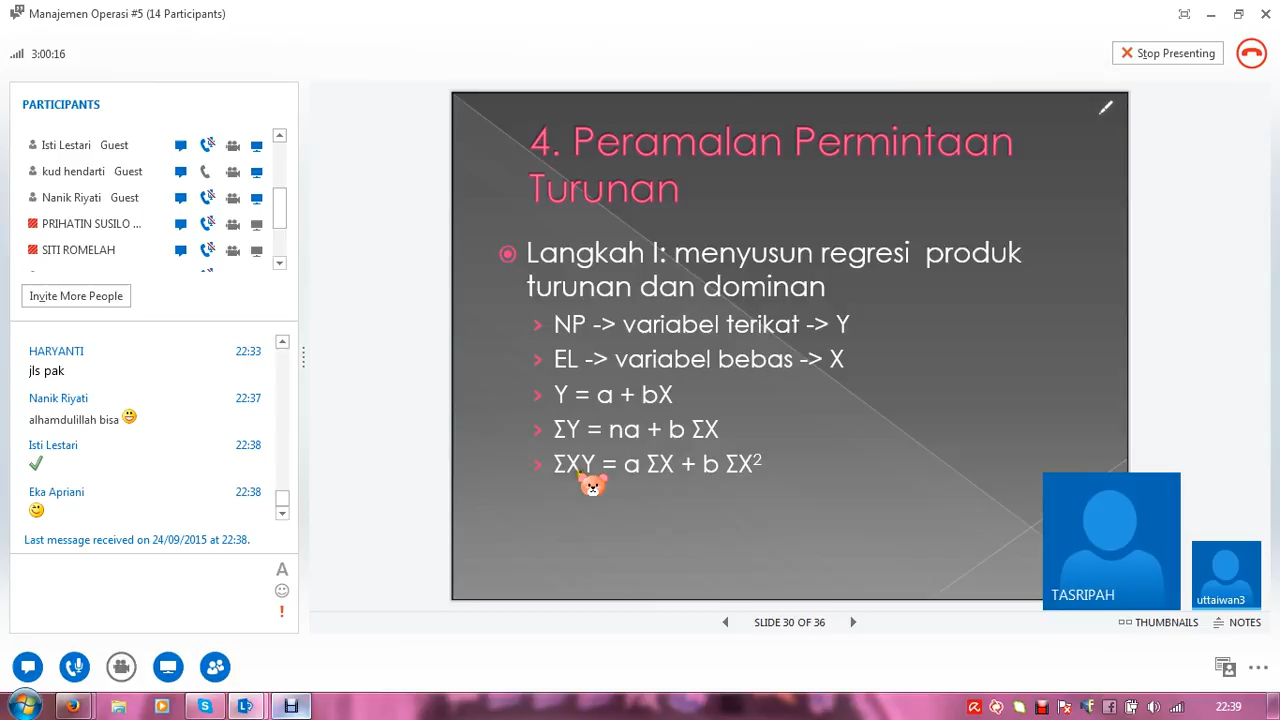 Manajemen Operasi #5 (14 Participants)
3:00:16
Stop Presenting
PARTICIPANTS
Isti Lestari Guest
kud hendarti Guest
Nanik Riyati Guest
PRIHATIN SUSILO ...
SITI ROMELAH
Invite More People
HARYANTI 22:33
jls pak
Nanik Riyati 22:37
alhamdulillah bisa
Isti Lestari 22:38
Eka Apriani 22:38
Last message received on 24/09/2015 at 22:38.
A
!
4. Peramalan Permintaan
Turunan
Langkah I: menyusun regresi produk
turunan dan dominan
NP -> variabel terikat -> Y
EL -> variabel bebas -> X
Y = a + bX
ΣY = na + b ΣX
ΣXY = a ΣX + b ΣX²
TASRIPAH
uttaiwan3
SLIDE 30 OF 36
THUMBNAILS
NOTES
22:39